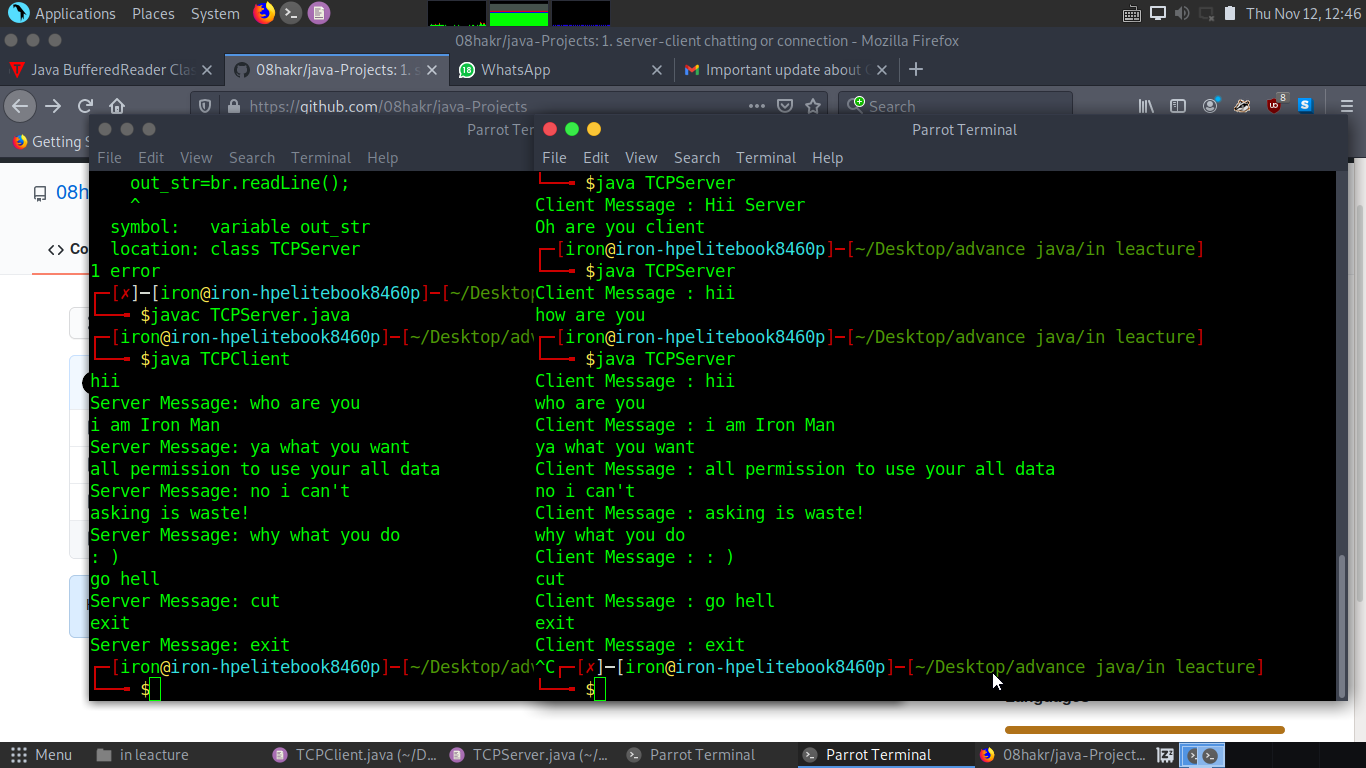 Applications Places System Thu Nov 12, 12:46
08hakr/java-Projects: 1. server-client chatting or connection - Mozilla Firefox
Java BufferedReader Cla 08hakr/java-Projects: 1. s 18 WhatsApp Important update about
https://github.com/08hakr/java-Projects Search 8
Getting S
08h
Co
Parrot Ter
File Edit View Search Terminal Help
out_str=br.readLine();
^
symbol:   variable out_str
location: class TCPServer
1 error
┌─[✗]─[iron@iron-hpelitebook8460p]─[~/Desktop
└──╼ $javac TCPServer.java
┌─[iron@iron-hpelitebook8460p]─[~/Desktop/adv
└──╼ $java TCPClient
hii
Server Message: who are you
i am Iron Man
Server Message: ya what you want
all permission to use your all data
Server Message: no i can't
asking is waste!
Server Message: why what you do
: )
go hell
Server Message: cut
exit
Server Message: exit
┌─[iron@iron-hpelitebook8460p]─[~/Desktop/adv
└──╼ $
Parrot Terminal
File Edit View Search Terminal Help
└──╼ $java TCPServer
Client Message : Hii Server
Oh are you client
┌─[iron@iron-hpelitebook8460p]─[~/Desktop/advance java/in leacture]
└──╼ $java TCPServer
Client Message : hii
how are you
┌─[iron@iron-hpelitebook8460p]─[~/Desktop/advance java/in leacture]
└──╼ $java TCPServer
Client Message : hii
who are you
Client Message : i am Iron Man
ya what you want
Client Message : all permission to use your all data
no i can't
Client Message : asking is waste!
why what you do
Client Message : : )
cut
Client Message : go hell
exit
Client Message : exit
^C┌─[✗]─[iron@iron-hpelitebook8460p]─[~/Desktop/advance java/in leacture]
└──╼ $
Menu in leacture TCPClient.java (~/D... TCPServer.java (~/... Parrot Terminal Parrot Terminal 08hakr/java-Project...